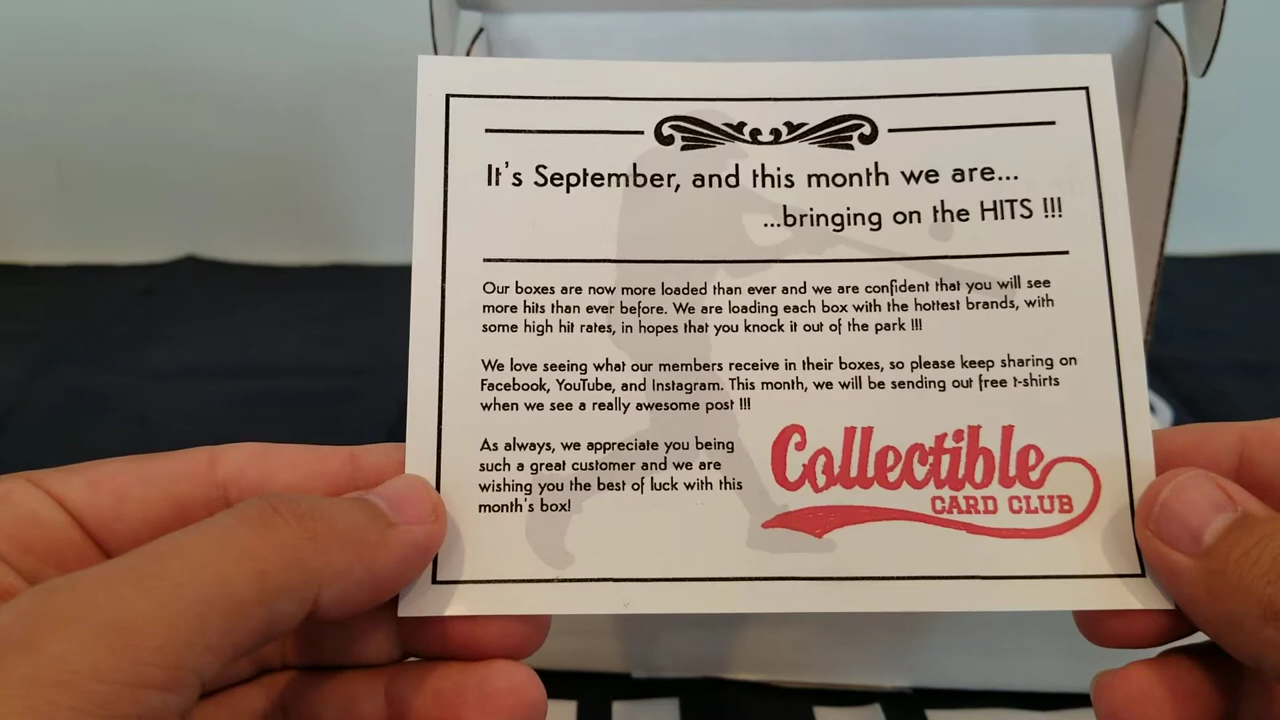 It's September, and this month we are...
...bringing on the HITS !!!
Our boxes are now more loaded than ever and we are confident that you will see
more hits than ever before. We are loading each box with the hottest brands, with
some high hit rates, in hopes that you knock it out of the park !!!
We love seeing what our members receive in their boxes, so please keep sharing on
Facebook, YouTube, and Instagram. This month, we will be sending out free t-shirts
when we see a really awesome post !!!
As always, we appreciate you being
such a great customer and we are
wishing you the best of luck with this
month's box!
Collectible
CARD CLUB